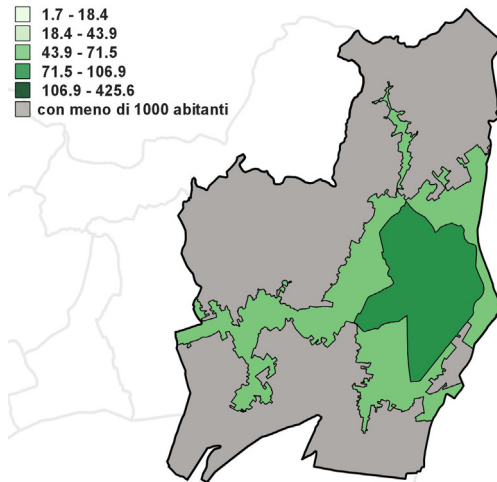 1.7 - 18.4
18.4 - 43.9
43.9 - 71.5
71.5 - 106.9
106.9 - 425.6
con meno di 1000 abitanti